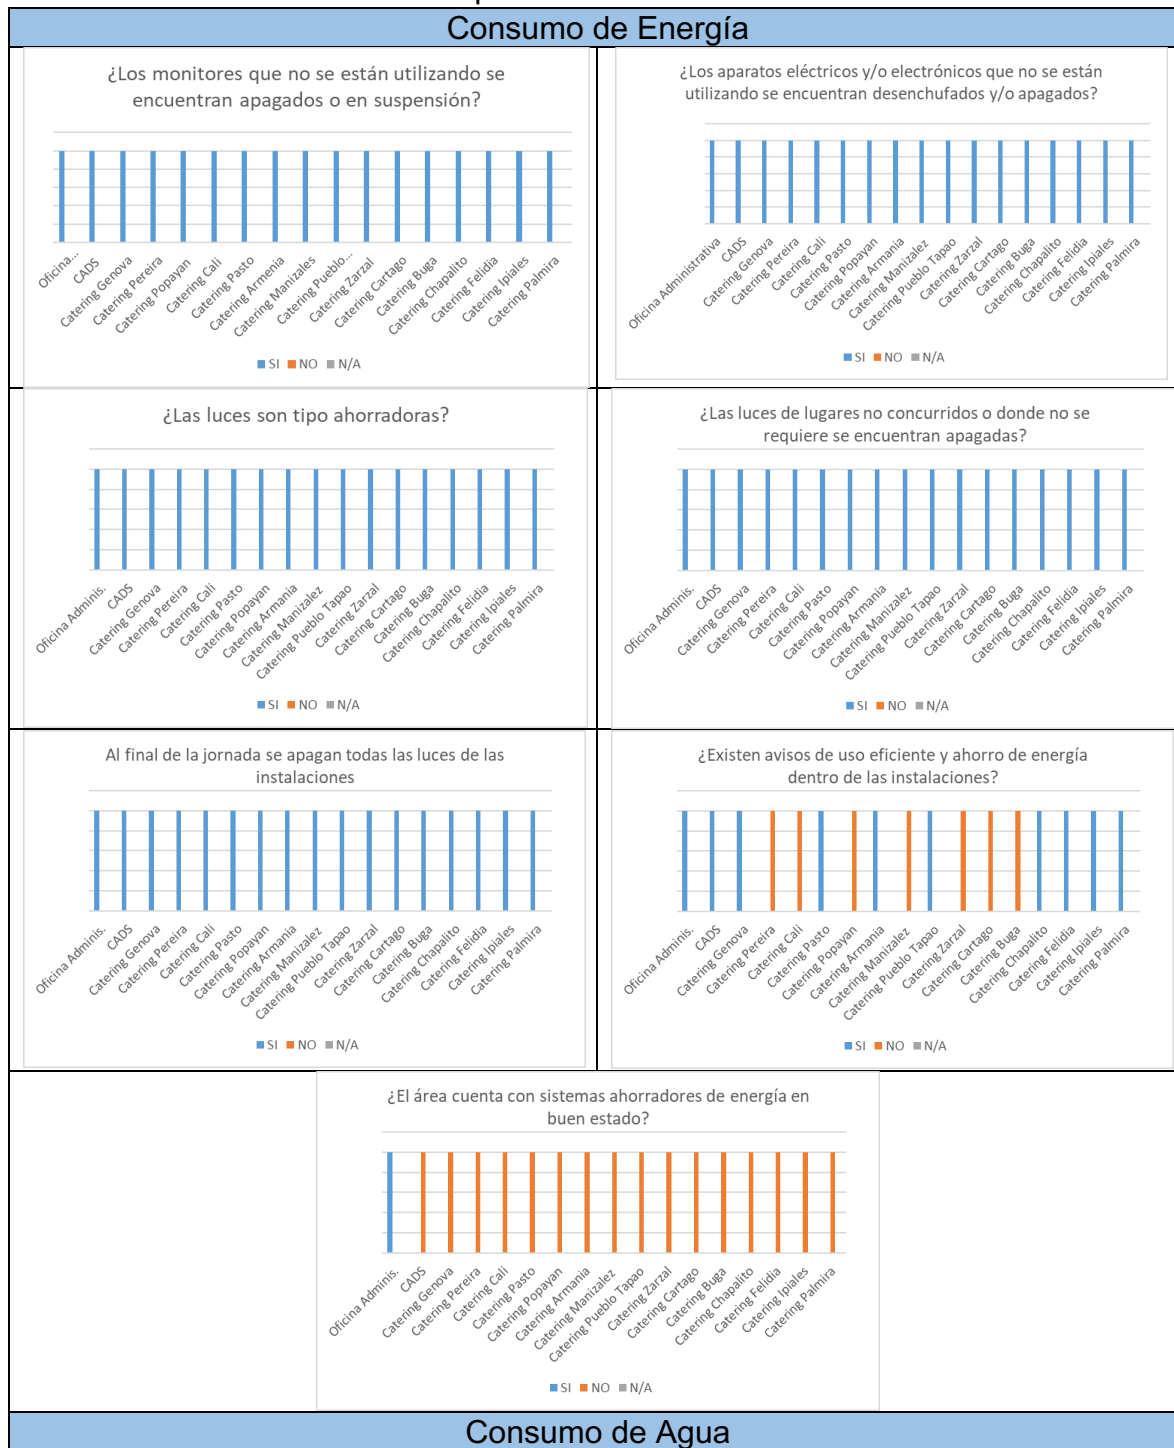 Consumo de Energía
¿Los monitores que no se están utilizando se
encuentran apagados o en suspensión?
Oficina...
CADS
Catering Genova
Catering Pereira
Catering Popayan
Catering Cali
Catering Pasto
Catering Armenia
Catering Manizales
Catering Pueblo...
Catering Zarzal
Catering Cartago
Catering Buga
Catering Chapalito
Catering Felidia
Catering Ipiales
Catering Palmira
SI NO N/A
¿Los aparatos eléctricos y/o electrónicos que no se están
utilizando se encuentran desenchufados y/o apagados?
Oficina Administrativa
CADS
Catering Genova
Catering Pereira
Catering Cali
Catering Pasto
Catering Popayan
Catering Armania
Catering Manizalez
Catering Pueblo Tapao
Catering Zarzal
Catering Cartago
Catering Buga
Catering Chapalito
Catering Felidia
Catering Ipiales
Catering Palmira
SI NO N/A
¿Las luces son tipo ahorradoras?
Oficina Adminis.
CADS
Catering Genova
Catering Pereira
Catering Cali
Catering Pasto
Catering Popayan
Catering Armania
Catering Manizalez
Catering Pueblo Tapao
Catering Zarzal
Catering Cartago
Catering Buga
Catering Chapalito
Catering Felidia
Catering Ipiales
Catering Palmira
SI NO N/A
¿Las luces de lugares no concurridos o donde no se
requiere se encuentran apagadas?
Oficina Adminis.
CADS
Catering Genova
Catering Pereira
Catering Cali
Catering Pasto
Catering Popayan
Catering Armania
Catering Manizalez
Catering Pueblo Tapao
Catering Zarzal
Catering Cartago
Catering Buga
Catering Chapalito
Catering Felidia
Catering Ipiales
Catering Palmira
SI NO N/A
Al final de la jornada se apagan todas las luces de las
instalaciones
Oficina Adminis.
CADS
Catering Genova
Catering Pereira
Catering Cali
Catering Pasto
Catering Popayan
Catering Armania
Catering Manizalez
Catering Pueblo Tapao
Catering Zarzal
Catering Cartago
Catering Buga
Catering Chapalito
Catering Felidia
Catering Ipiales
Catering Palmira
SI NO N/A
¿Existen avisos de uso eficiente y ahorro de energía
dentro de las instalaciones?
Oficina Adminis.
CADS
Catering Genova
Catering Pereira
Catering Cali
Catering Pasto
Catering Popayan
Catering Armania
Catering Manizalez
Catering Pueblo Tapao
Catering Zarzal
Catering Cartago
Catering Buga
Catering Chapalito
Catering Felidia
Catering Ipiales
Catering Palmira
SI NO N/A
¿El área cuenta con sistemas ahorradores de energía en
buen estado?
Oficina Adminis.
CADS
Catering Genova
Catering Pereira
Catering Cali
Catering Pasto
Catering Popayan
Catering Armania
Catering Manizalez
Catering Pueblo Tapao
Catering Zarzal
Catering Cartago
Catering Buga
Catering Chapalito
Catering Felidia
Catering Ipiales
Catering Palmira
SI NO N/A
Consumo de Agua